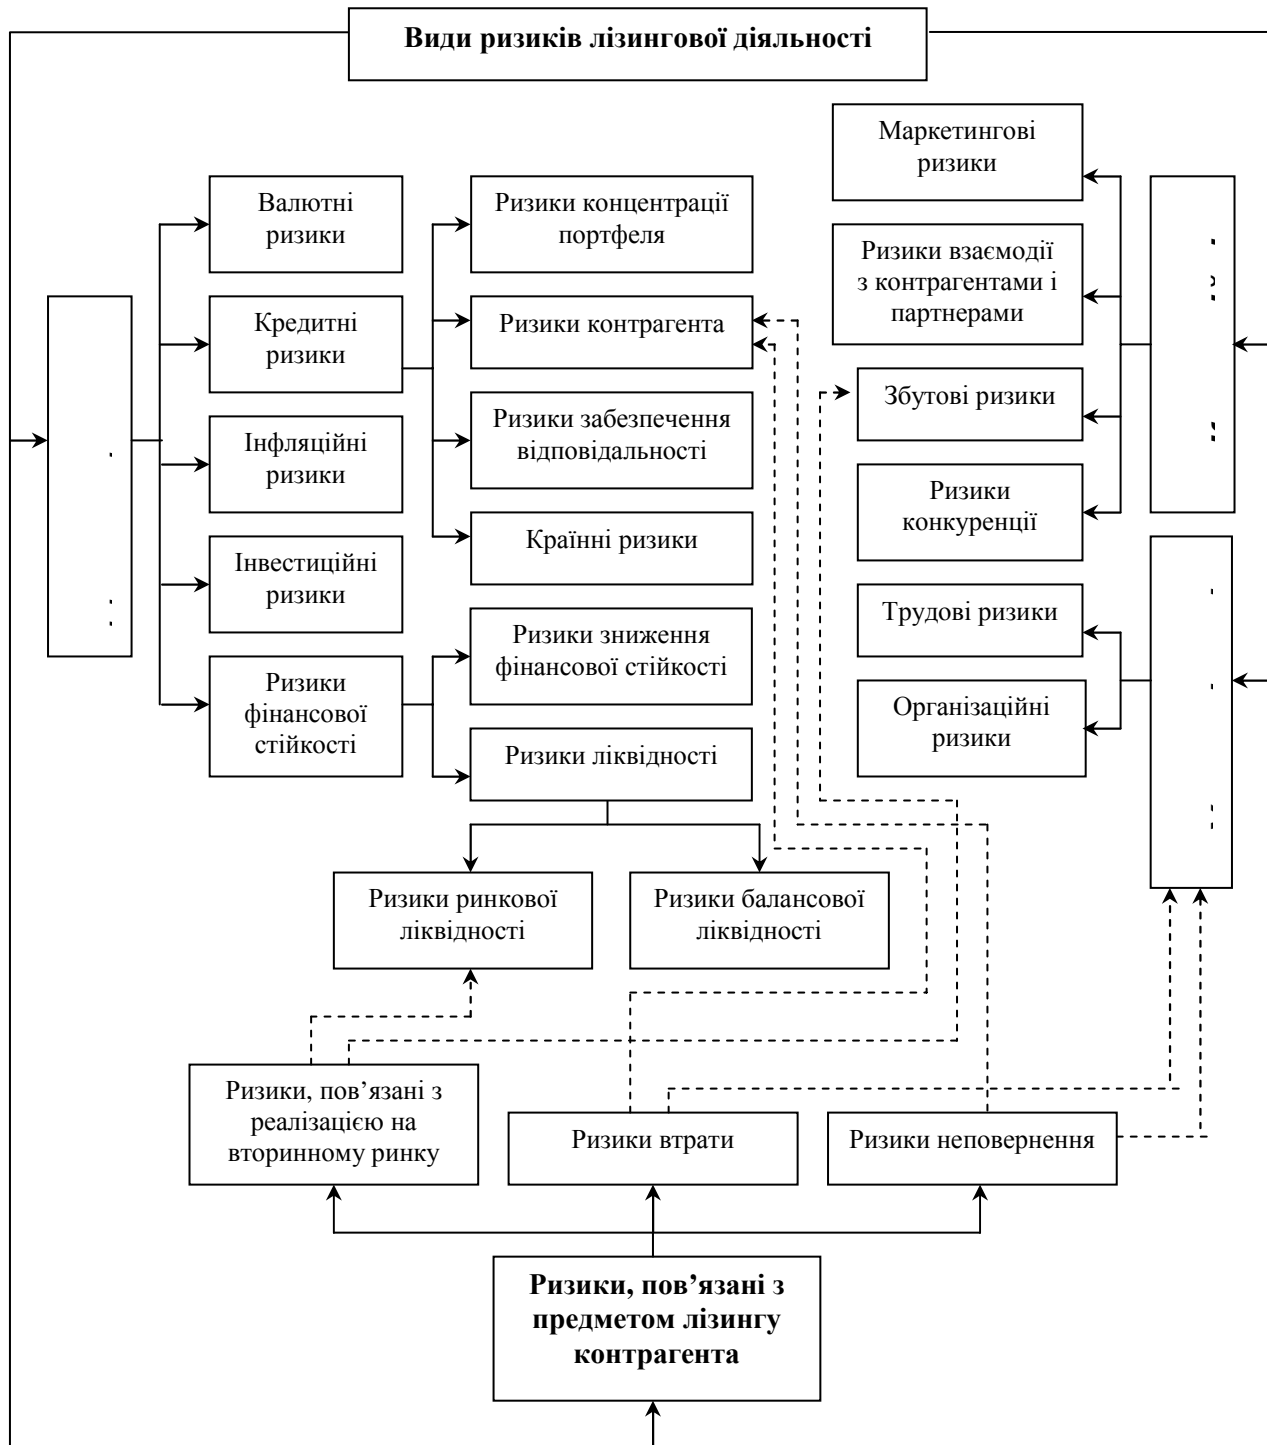 Види ризиків лізингової діяльності
Маркетингові
ризики
Валютні
ризики
Ризики концентрації
портфеля
Ризики взаємодії
з контрагентами і
партнерами
Кредитні
ризики
Ризики контрагента
Збутові ризики
Інфляційні
ризики
Ризики забезпечення
відповідальності
Ризики
конкуренції
Інвестиційні
ризики
Країнні ризики
Трудові ризики
Ризики
фінансової
стійкості
Ризики зниження
фінансової стійкості
Організаційні
ризики
Ризики ліквідності
Ризики ринкової
ліквідності
Ризики балансової
ліквідності
Ризики, пов’язані з
реалізацією на
вторинному ринку
Ризики втрати
Ризики неповернення
Ризики, пов’язані з
предметом лізингу
контрагента